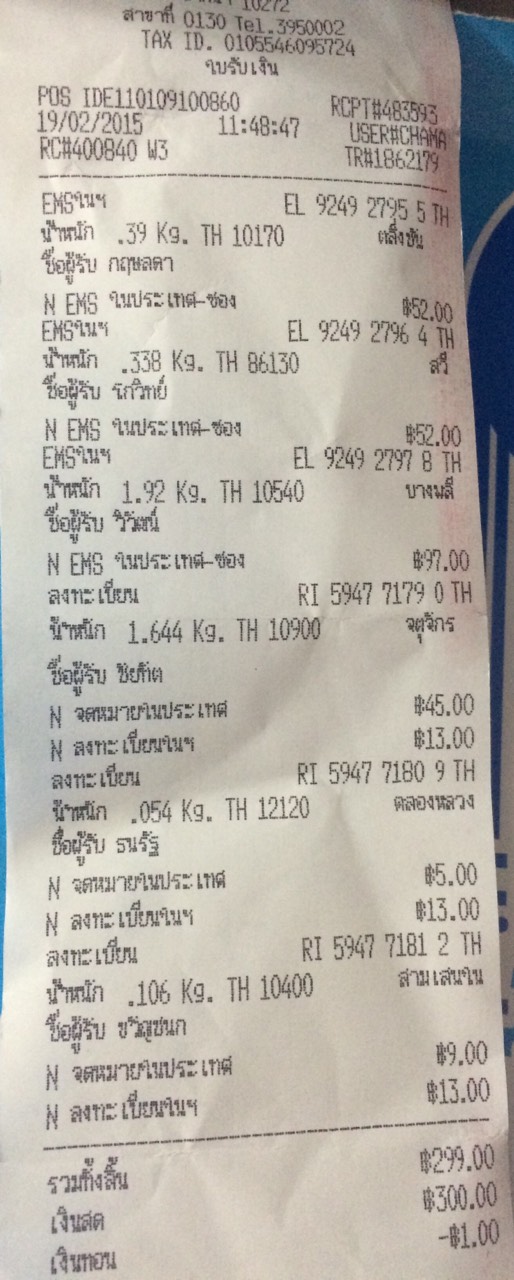 10272
สาขาที่ 0130 Tel.3950002
TAX ID. 0105546095724
ใบรับเงิน
POS IDE110109100860 RCPT#483593
19/02/2015 11:48:47 USER#CHAMA
RC#400840 W3 TR#1862179
EMSในฯ EL 9249 2795 5 TH
น้ำหนัก .39 Kg. TH 10170 ตลิ่งชัน
ชื่อผู้รับ กฤษลดา
N EMS ในประเทศ-ซอง ฿52.00
EMSในฯ EL 9249 2796 4 TH
น้ำหนัก .338 Kg. TH 86130 สวี
ชื่อผู้รับ โกวิทย์
N EMS ในประเทศ-ซอง ฿52.00
EMSในฯ EL 9249 2797 8 TH
น้ำหนัก 1.92 Kg. TH 10540 บางพลี
ชื่อผู้รับ วิวัฒน์
N EMS ในประเทศ-ซอง ฿97.00
ลงทะเบียน RI 5947 7179 0 TH
น้ำหนัก 1.644 Kg. TH 10900 จตุจักร
ชื่อผู้รับ ชัยทัต
N จดหมายในประเทศ ฿45.00
N ลงทะเบียนในฯ ฿13.00
ลงทะเบียน RI 5947 7180 9 TH
น้ำหนัก .054 Kg. TH 12120 คลองหลวง
ชื่อผู้รับ ธนรัฐ
N จดหมายในประเทศ ฿5.00
N ลงทะเบียนในฯ ฿13.00
ลงทะเบียน RI 5947 7181 2 TH
น้ำหนัก .106 Kg. TH 10400 สามเสนใน
ชื่อผู้รับ ขวัญชนก
N จดหมายในประเทศ ฿9.00
N ลงทะเบียนในฯ ฿13.00
รวมทั้งสิ้น ฿299.00
เงินสด ฿300.00
เงินทอน -฿1.00